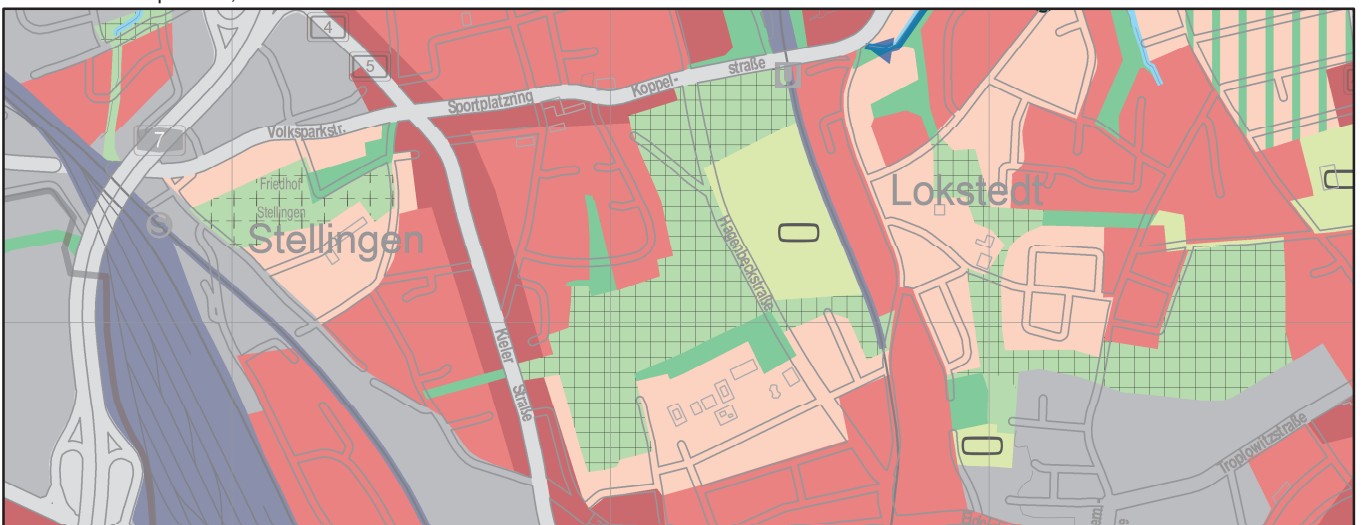 4
5
Sportplatzring
Koppel-
straße
U
7
Volksparkstr.
Friedhof
Stellingen
S
Stellingen
Lokstedt
Hagenbeckstraße
Kieler
Straße
Troplowitzstraße